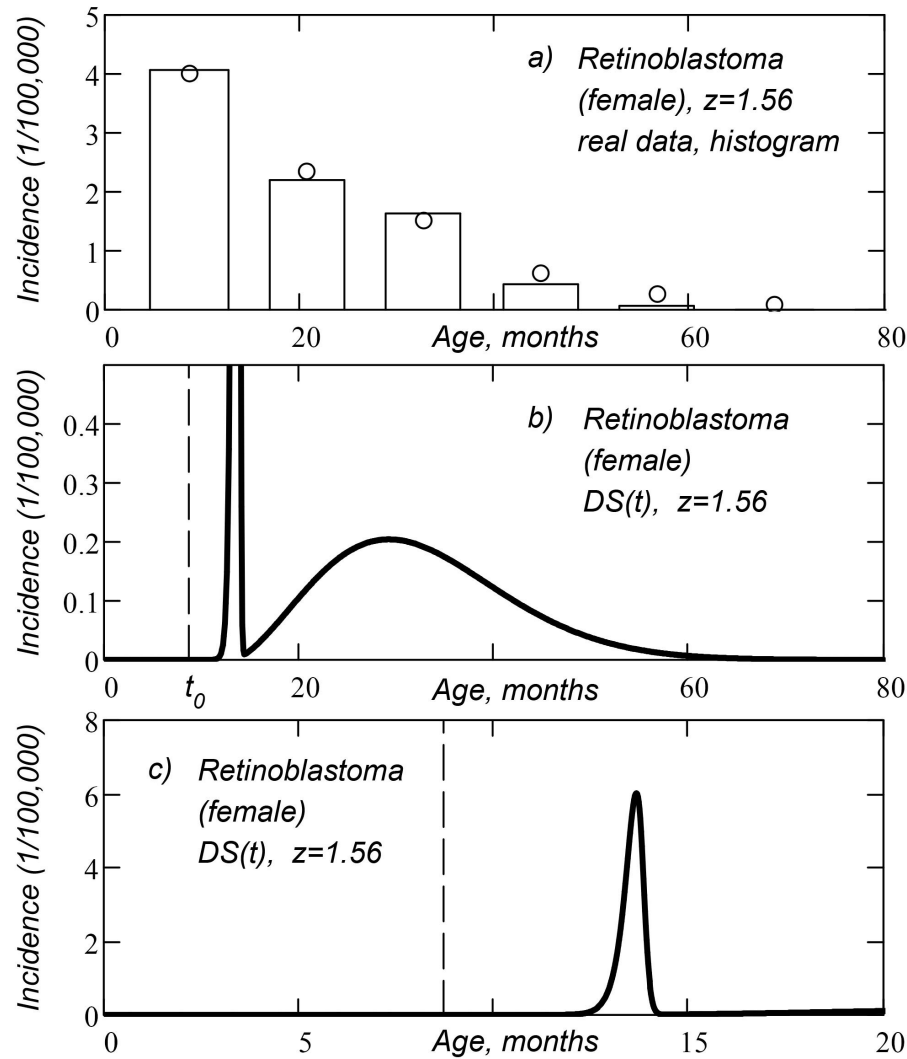 5
4
3
2
1
0
Incidence (1/100,000)
a) Retinoblastoma
(female), z=1.56
real data, histogram
0 20 Age, months 60 80
0.4
0.3
0.2
0.1
0
Incidence (1/100,000)
b) Retinoblastoma
(female)
DS(t), z=1.56
0 t0 20 Age, months 60 80
8
6
4
2
0
Incidence (1/100,000)
c) Retinoblastoma
(female)
DS(t), z=1.56
0 5 Age, months 15 20